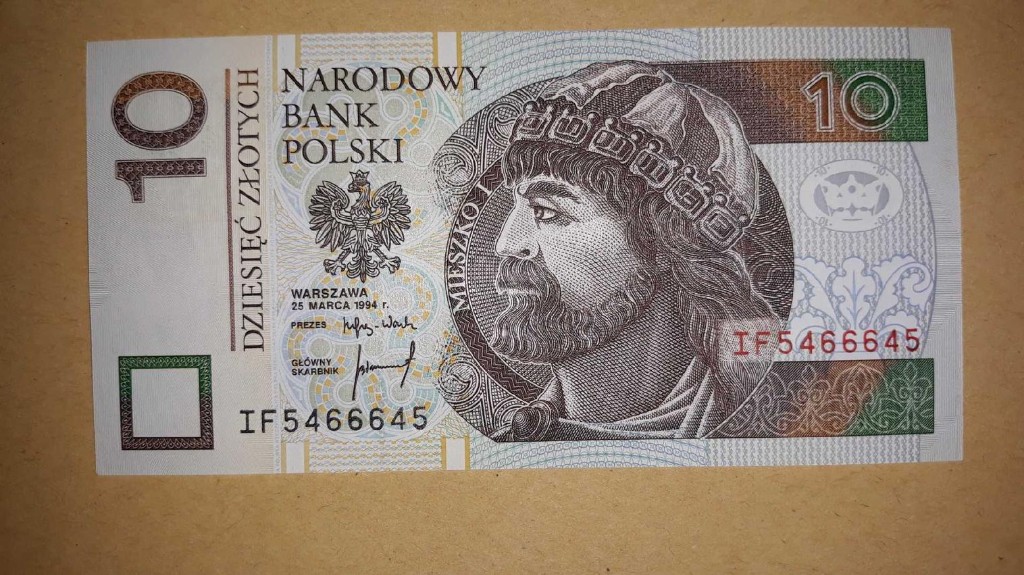 10
DZIESIĘĆ ZŁOTYCH
NARODOWY
BANK
POLSKI
WARSZAWA
25 MARCA 1994 r.
PREZES
GŁÓWNY
SKARBNIK
IF5466645
MIESZKO I
10
IF5466645